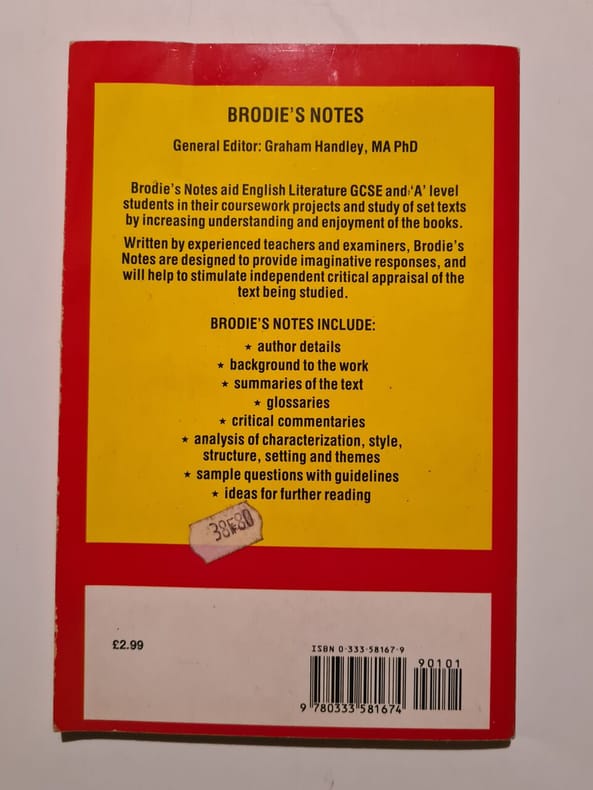 BRODIE'S NOTES
General Editor: Graham Handley, MA PhD
Brodie's Notes aid English Literature GCSE and 'A' level
students in their coursework projects and study of set texts
by increasing understanding and enjoyment of the books.
Written by experienced teachers and examiners, Brodie's
Notes are designed to provide imaginative responses, and
will help to stimulate independent critical appraisal of the
text being studied.
BRODIE'S NOTES INCLUDE:
★ author details
★ background to the work
★ summaries of the text
★ glossaries
★ critical commentaries
★ analysis of characterization, style,
structure, setting and themes
★ sample questions with guidelines
★ ideas for further reading
38F80
£2.99
ISBN 0-333-58167-9
90101
9 780333 581674